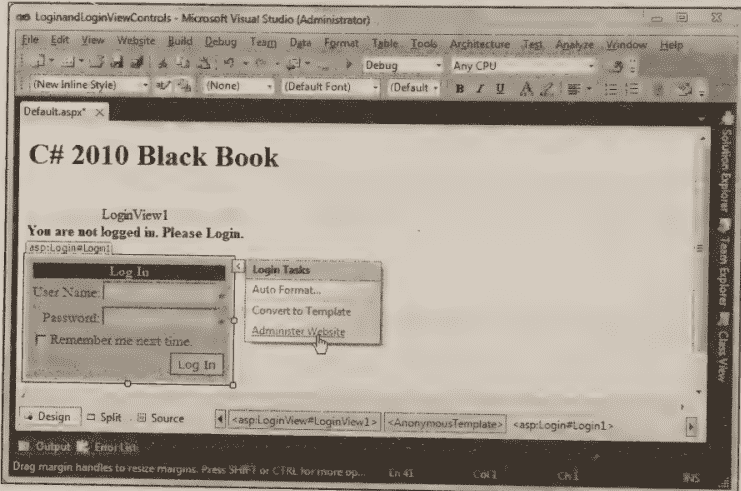 LoginandLoginViewControls - Microsoft Visual Studio (Administrator)
File Edit View Website Build Debug Team Data Format Table Tools Architecture Test Analyze Window Help
Debug Any CPU
(New Inline Style) (None) (Default Font) (Default B I U A
Default.aspx* ×
Solution Explorer
Team Explorer
Class View
C# 2010 Black Book
LoginView1
You are not logged in. Please Login.
asp:Login#Login1
Log In
User Name: *
Password: *
Remember me next time.
Log In
Login Tasks
Auto Format...
Convert to Template
Administer Website
Design Split Source <asp:LoginView#LoginView1> <AnonymousTemplate> <asp:Login#Login1>
Output Error List
Drag margin handles to resize margins. Press SHIFT or CTRL for more op... Ln 41 Col 1 Ch 1 INS